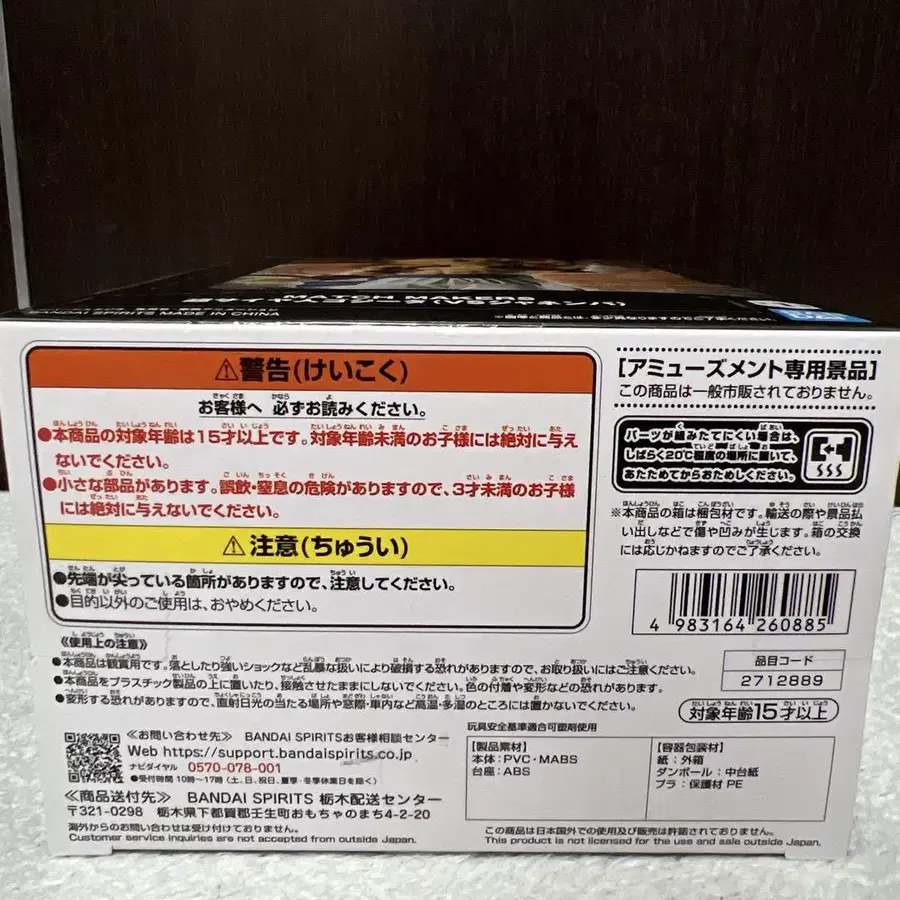 MATCH MAKERS
BANDAI SPIRITS MADE IN CHINA
⚠警告(けいこく)
お客様へ 必ずお読みください。
●本商品の対象年齢は15才以上です。対象年齢未満のお子様には絶対に与え
ないでください。
●小さな部品があります。誤飲・窒息の危険がありますので、3才未満のお子様
には絶対に与えないでください。
⚠注意(ちゅうい)
●先端が尖っている箇所がありますので、注意してください。
●目的以外のご使用は、おやめください。
《使用上の注意》
●本商品は観賞用です。落としたり強いショックなど乱暴な扱いにより破損する恐れがありますので、お取り扱いにはご注意ください。
●本商品をプラスチック製品の上に置いたり、接触させたままにしないでください。色の付着や変形などの恐れがあります。
●変形する恐れがありますので、直射日光の当たる場所や窓際・車内など高温・多湿のところには置かないでください。
《お問い合わせ先》 BANDAI SPIRITSお客様相談センター
Web https://support.bandaispirits.co.jp
ナビダイヤル 0570-078-001
●受付時間 10時〜17時(土、日、祝日、夏季・冬季休業日を除く)
《商品送付先》 BANDAI SPIRITS 栃木配送センター
〒321-0298 栃木県下都賀郡壬生町おもちゃのまち4-2-20
海外からのお問い合わせは受け付けておりません。
Customer service inquiries are not accepted from outside Japan.
[アミューズメント専用景品]
この商品は一般市販されておりません。
パーツが組みたてにくい場合は、
しばらく20℃程度の場所に置いて、
あたためてからおためしください。
※本商品の箱は梱包材です。輸送の際や景品払
い出しなどで傷や凹みが生じます。箱の交換
には応じかねますのでご了承ください。
4 983164 260885
品目コード
2712889
対象年齢15才以上
玩具安全基準適合可塑剤使用
【製品素材】
本体：PVC・MABS
台座：ABS
【容器包装材】
紙：外箱
ダンボール：中台紙
プラ：保護材 PE
この商品は日本国外での使用及び販売は許諾されておりません。
This product is not licensed for the use and sale outside Japan.